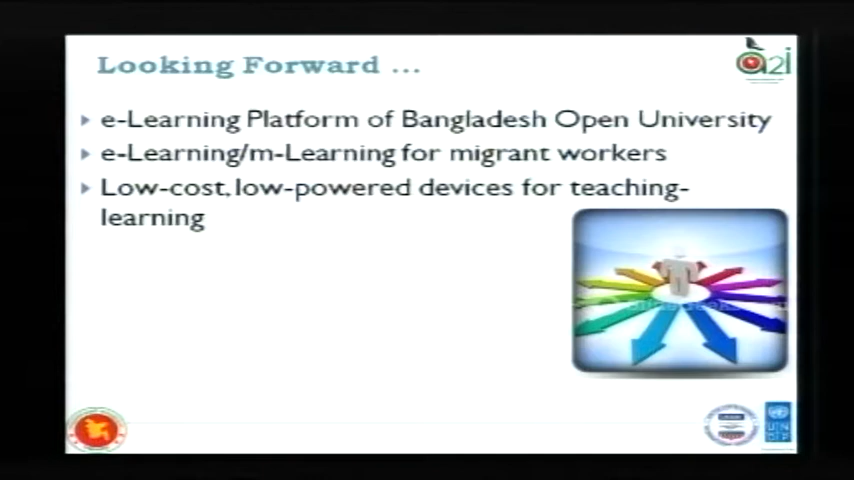 Looking Forward ...
e-Learning Platform of Bangladesh Open University
e-Learning/m-Learning for migrant workers
Low-cost, low-powered devices for teaching-
learning
a2i
U N
D P